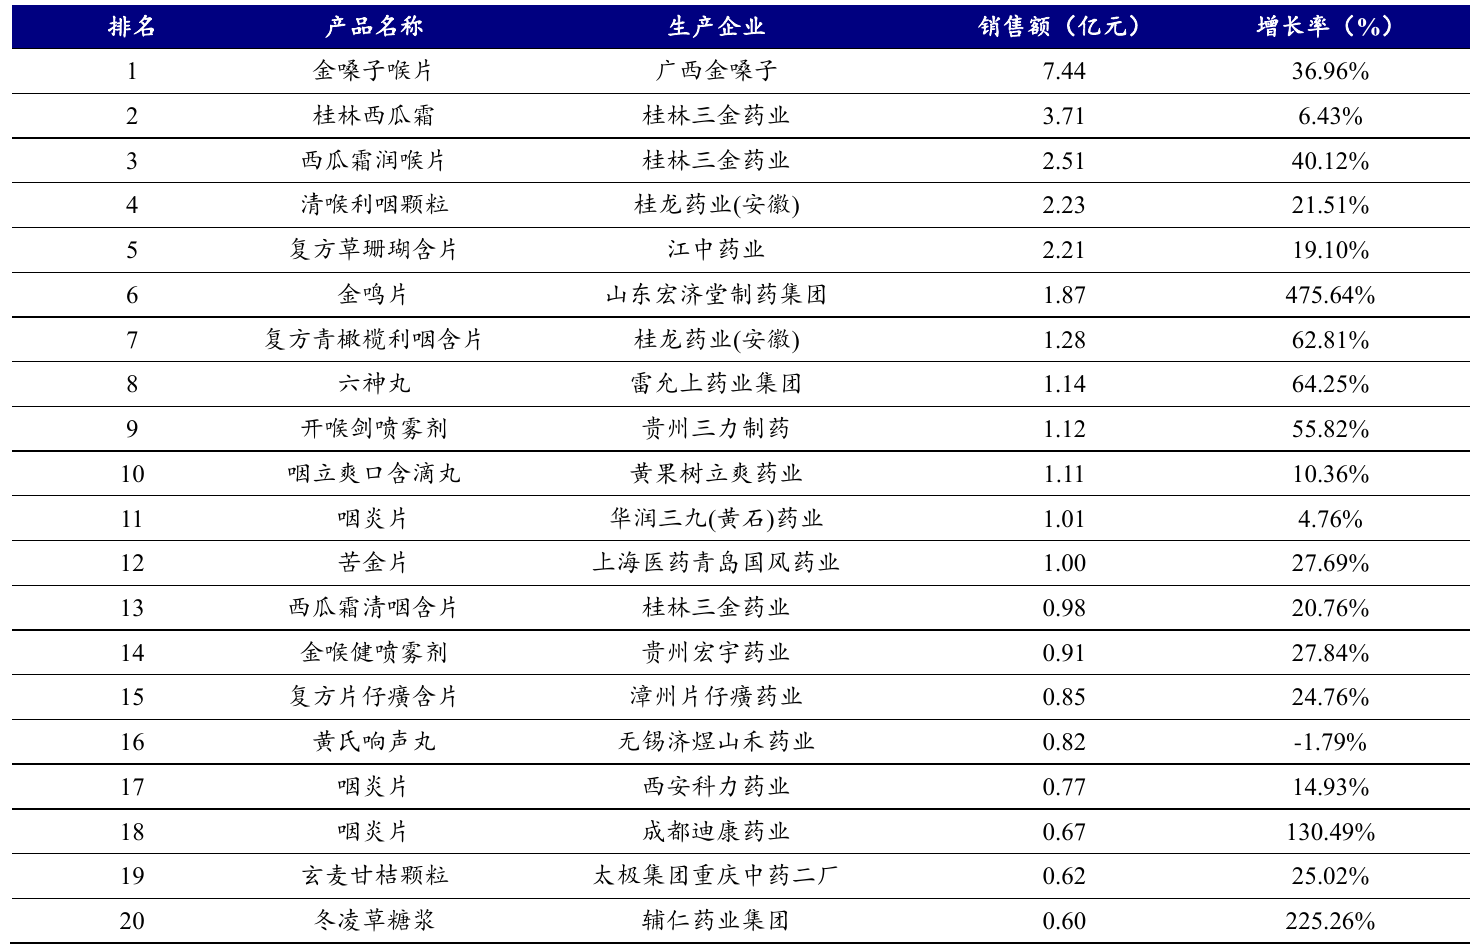 排名 产品名称 生产企业 销售额（亿元） 增长率（%）
1 金嗓子喉片 广西金嗓子 7.44 36.96%
2 桂林西瓜霜 桂林三金药业 3.71 6.43%
3 西瓜霜润喉片 桂林三金药业 2.51 40.12%
4 清喉利咽颗粒 桂龙药业(安徽) 2.23 21.51%
5 复方草珊瑚含片 江中药业 2.21 19.10%
6 金鸣片 山东宏济堂制药集团 1.87 475.64%
7 复方青橄榄利咽含片 桂龙药业(安徽) 1.28 62.81%
8 六神丸 雷允上药业集团 1.14 64.25%
9 开喉剑喷雾剂 贵州三力制药 1.12 55.82%
10 咽立爽口含滴丸 黄果树立爽药业 1.11 10.36%
11 咽炎片 华润三九(黄石)药业 1.01 4.76%
12 苦金片 上海医药青岛国风药业 1.00 27.69%
13 西瓜霜清咽含片 桂林三金药业 0.98 20.76%
14 金喉健喷雾剂 贵州宏宇药业 0.91 27.84%
15 复方片仔癀含片 漳州片仔癀药业 0.85 24.76%
16 黄氏响声丸 无锡济煜山禾药业 0.82 -1.79%
17 咽炎片 西安科力药业 0.77 14.93%
18 咽炎片 成都迪康药业 0.67 130.49%
19 玄麦甘桔颗粒 太极集团重庆中药二厂 0.62 25.02%
20 冬凌草糖浆 辅仁药业集团 0.60 225.26%